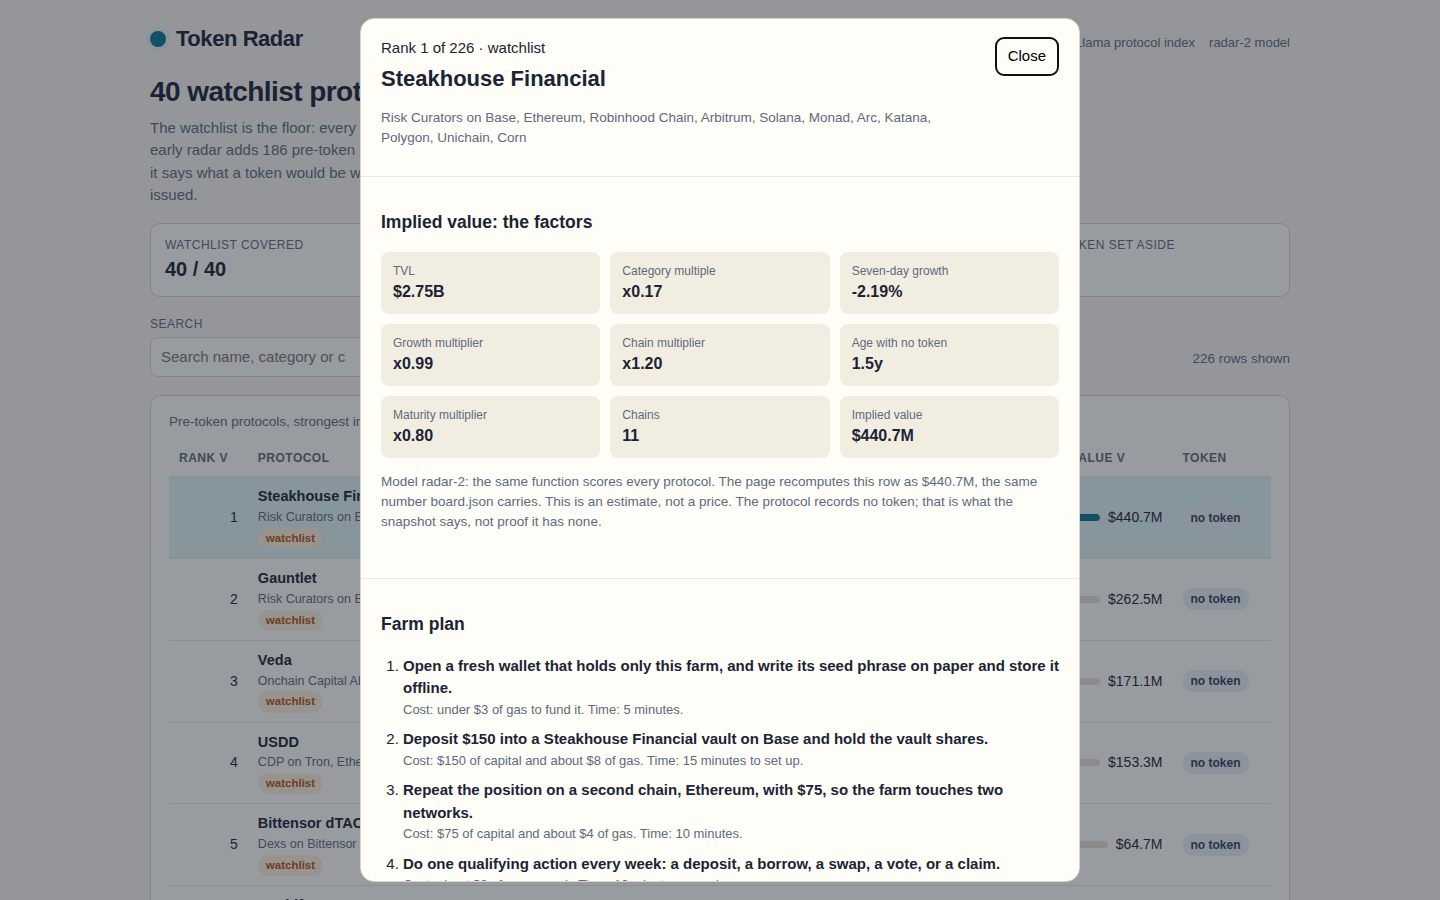 Token Radar
lama protocol index radar-2 model
40 watchlist prot
The watchlist is the floor: every
early radar adds 186 pre-token
it says what a token would be w
issued.
WATCHLIST COVERED
40 / 40
KEN SET ASIDE
SEARCH
Search name, category or c
226 rows shown
Pre-token protocols, strongest in
RANK V PROTOCOL ALUE V TOKEN
Steakhouse Fin
1 Risk Curators on B $440.7M no token
watchlist
Gauntlet
2 Risk Curators on B $262.5M no token
watchlist
Veda
3 Onchain Capital Al $171.1M no token
watchlist
USDD
4 CDP on Tron, Ethe $153.3M no token
watchlist
Bittensor dTAO
5 Dexs on Bittensor $64.7M no token
watchlist
Rank 1 of 226 · watchlist
Close
Steakhouse Financial
Risk Curators on Base, Ethereum, Robinhood Chain, Arbitrum, Solana, Monad, Arc, Katana,
Polygon, Unichain, Corn
Implied value: the factors
TVL
$2.75B
Category multiple
x0.17
Seven-day growth
-2.19%
Growth multiplier
x0.99
Chain multiplier
x1.20
Age with no token
1.5y
Maturity multiplier
x0.80
Chains
11
Implied value
$440.7M
Model radar-2: the same function scores every protocol. The page recomputes this row as $440.7M, the same
number board.json carries. This is an estimate, not a price. The protocol records no token; that is what the
snapshot says, not proof it has none.
Farm plan
1. Open a fresh wallet that holds only this farm, and write its seed phrase on paper and store it
offline.
Cost: under $3 of gas to fund it. Time: 5 minutes.
2. Deposit $150 into a Steakhouse Financial vault on Base and hold the vault shares.
Cost: $150 of capital and about $8 of gas. Time: 15 minutes to set up.
3. Repeat the position on a second chain, Ethereum, with $75, so the farm touches two
networks.
Cost: $75 of capital and about $4 of gas. Time: 10 minutes.
4. Do one qualifying action every week: a deposit, a borrow, a swap, a vote, or a claim.